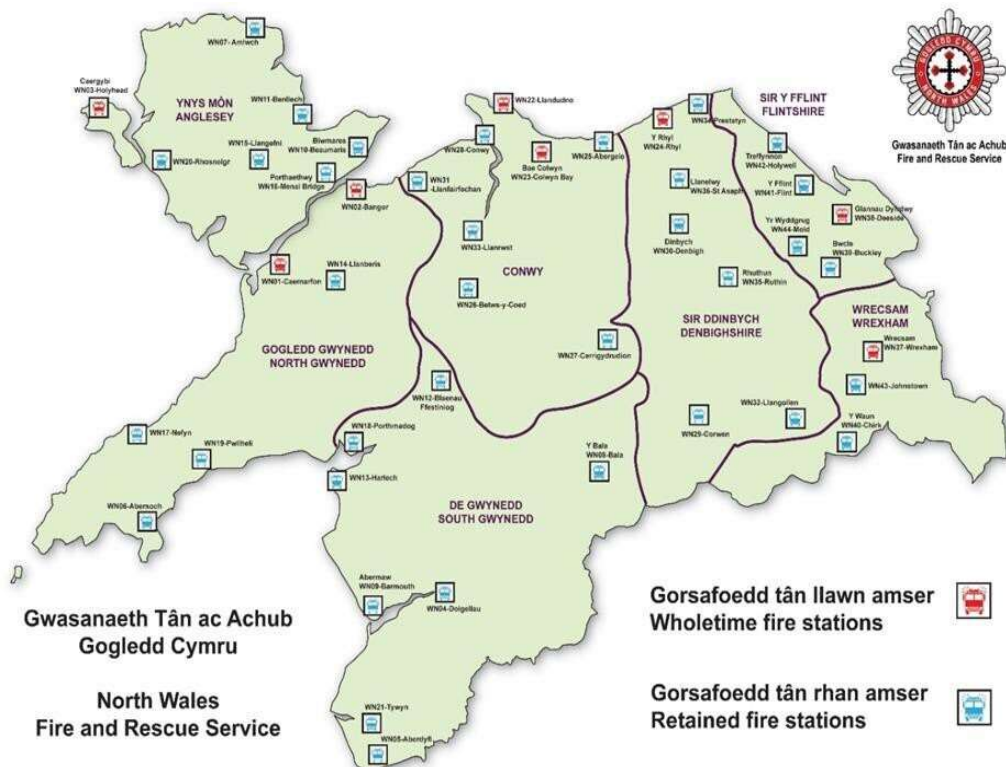 WN07- Amlwch
Caergybi
WN03-Holyhead
YNYS MÔN
ANGLESEY
WN11-Benllech
WN15-Llangefni
Biwmares
WN10-Beaumaris
WN20-Rhosneigr
Porthaethwy
WN16-Menai Bridge
WN02-Bangor
WN01-Caernarfon
WN14-Llanberis
GOGLEDD GWYNEDD
NORTH GWYNEDD
WN17-Nefyn
WN19-Pwllheli
WN06-Abersoch
WN22-Llandudno
WN28-Conwy
Bae Colwyn
WN23-Colwyn Bay
WN25-Abergele
WN31
-Llanfairfechan
WN33-Llanrwst
CONWY
WN26-Betws-y-Coed
WN27-Cerrigydrudion
WN12-Blaenau
Ffestiniog
WN18-Porthmadog
WN13-Harlech
Y Bala
WN08-Bala
DE GWYNEDD
SOUTH GWYNEDD
Abermaw
WN09-Barmouth
WN04-Dolgellau
WN21-Tywyn
WN05-Aberdyfi
Y Rhyl
WN24-Rhyl
WN34-Prestatyn
Llanelwy
WN36-St Asaph
Dinbych
WN30-Denbigh
Rhuthun
WN35-Ruthin
SIR DDINBYCH
DENBIGHSHIRE
WN29-Corwen
WN32-Llangollen
SIR Y FFLINT
FLINTSHIRE
Treffynnon
WN42-Holywell
Y Fflint
WN41-Flint
Glannau Dyfrdwy
WN38-Deeside
Yr Wyddgrug
WN44-Mold
Bwcle
WN39-Buckley
WRECSAM
WREXHAM
Wrecsam
WN37-Wrexham
WN43-Johnstown
Y Waun
WN40-Chirk
GOGLEDD CYMRU
NORTH WALES
Gwasanaeth Tân ac Achub
Fire and Rescue Service
Gwasanaeth Tân ac Achub
Gogledd Cymru
North Wales
Fire and Rescue Service
Gorsafoedd tân llawn amser
Wholetime fire stations
Gorsafoedd tân rhan amser
Retained fire stations